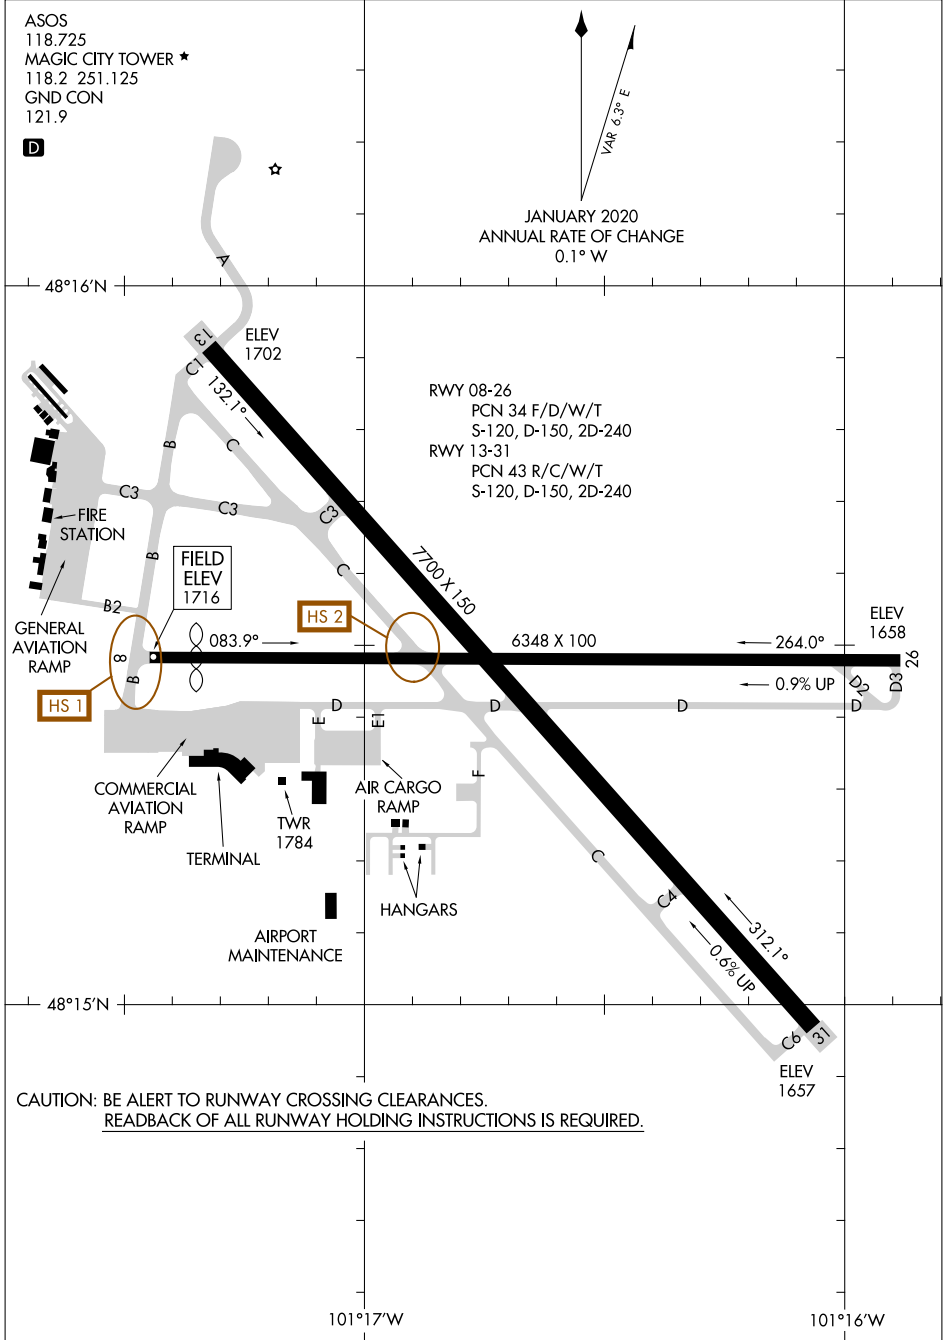 ASOS
118.725
MAGIC CITY TOWER ★
118.2 251.125
GND CON
121.9
D
VAR 6.3° E
JANUARY 2020
ANNUAL RATE OF CHANGE
0.1° W
A
48°16'N
13
ELEV
1702
C1
132.1°
RWY 08-26
PCN 34 F/D/W/T
S-120, D-150, 2D-240
RWY 13-31
PCN 43 R/C/W/T
S-120, D-150, 2D-240
B
C
C3
C3
C3
FIRE
STATION
B
C
7700 X 150
FIELD
ELEV
1716
B2
HS 2
GENERAL
AVIATION
RAMP
8
083.9°
6348 X 100
264.0°
ELEV
1658
26
B
HS 1
0.9% UP
D2
D3
D
D
D
D
E
E1
F
COMMERCIAL
AVIATION
RAMP
TERMINAL
TWR
1784
AIR CARGO
RAMP
HANGARS
C
C4
AIRPORT
MAINTENANCE
312.1°
0.6% UP
48°15'N
C6
31
ELEV
1657
CAUTION: BE ALERT TO RUNWAY CROSSING CLEARANCES.
READBACK OF ALL RUNWAY HOLDING INSTRUCTIONS IS REQUIRED.
101°17'W
101°16'W